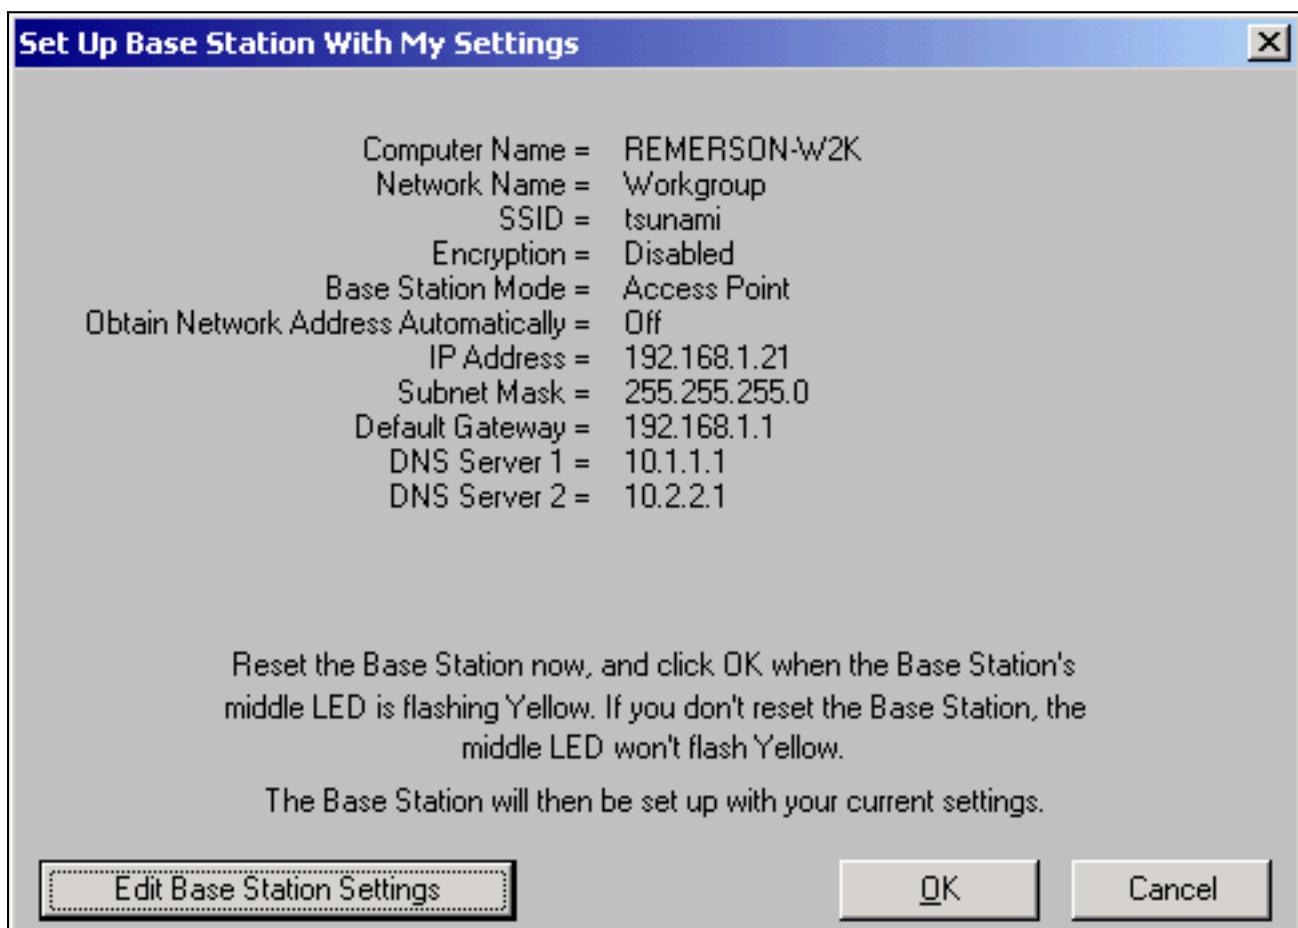 Set Up Base Station With My Settings
Computer Name = REMERSON-W2K
Network Name = Workgroup
SSID = tsunami
Encryption = Disabled
Base Station Mode = Access Point
Obtain Network Address Automatically = Off
IP Address = 192.168.1.21
Subnet Mask = 255.255.255.0
Default Gateway = 192.168.1.1
DNS Server 1 = 10.1.1.1
DNS Server 2 = 10.2.2.1
Reset the Base Station now, and click OK when the Base Station's
middle LED is flashing Yellow. If you don't reset the Base Station, the
middle LED won't flash Yellow.
The Base Station will then be set up with your current settings.
Edit Base Station Settings OK Cancel